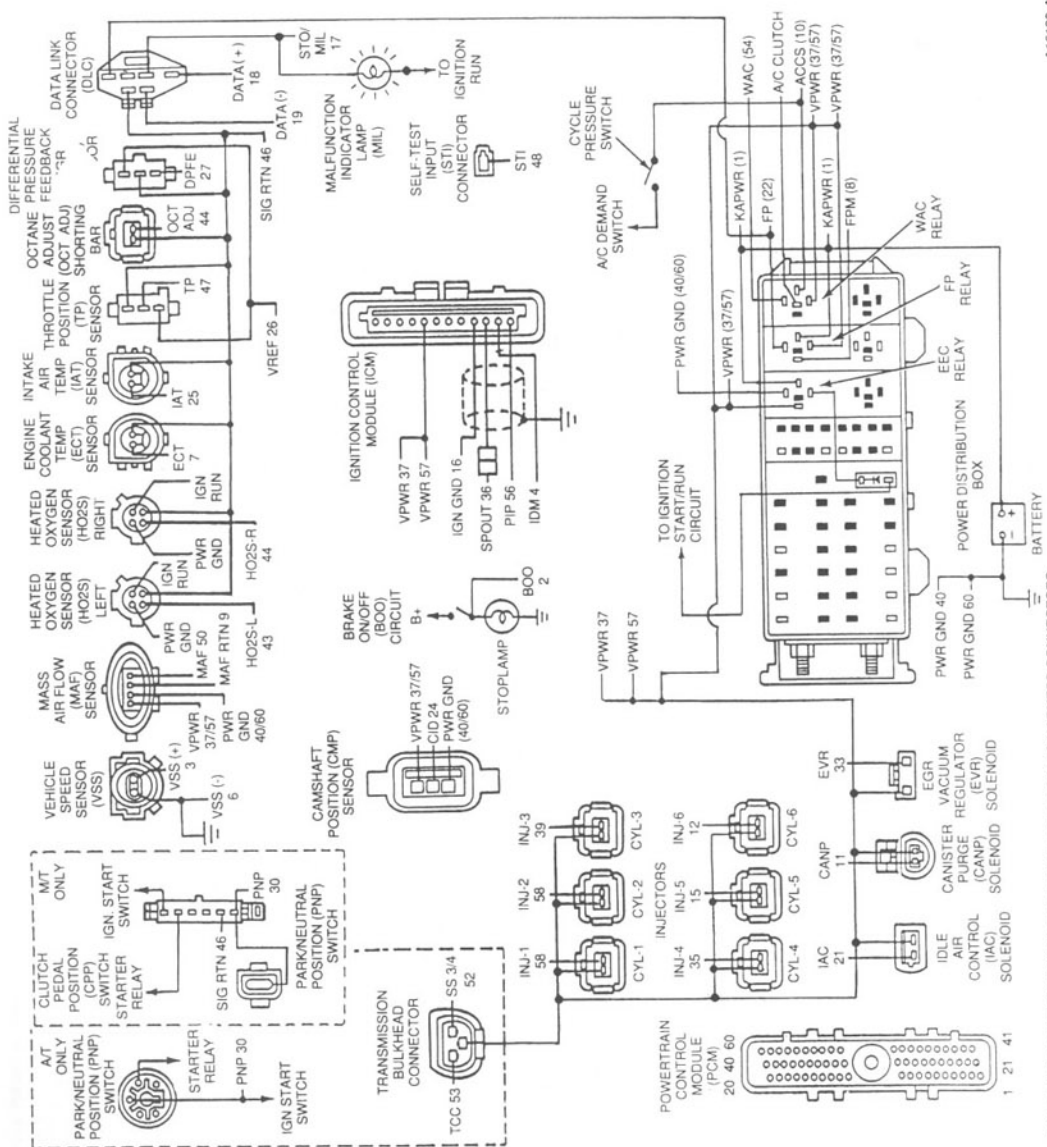 A/T ONLY
PARK/NEUTRAL
POSITION (PNP)
SWITCH
STARTER
RELAY
PNP 30
IGN START
SWITCH
CLUTCH
PEDAL
POSITION
(CPP)
SWITCH
M/T
ONLY
STARTER
RELAY
IGN. START
SWITCH
SIG RTN 46
PNP
30
PARK/NEUTRAL
POSITION (PNP)
SWITCH
TRANSMISSION
BULKHEAD
CONNECTOR
TCC 53
SS 3/4
52
VEHICLE
SPEED
SENSOR
(VSS)
VSS (+)
3
VSS (-)
6
MASS
AIR FLOW
(MAF)
SENSOR
VPWR
37/57
PWR
GND
40/60
MAF RTN 9
MAF 50
HEATED
OXYGEN
SENSOR
(HO2S)
LEFT
PWR
GND
IGN
RUN
HO2S-L
43
HEATED
OXYGEN
SENSOR
(HO2S)
RIGHT
PWR
GND
IGN
RUN
HO2S-R
44
ENGINE
COOLANT
TEMP
(ECT)
SENSOR
ECT
7
INTAKE
AIR
TEMP
(IAT)
SENSOR
IAT
25
THROTTLE
POSITION
(TP)
SENSOR
TP
47
VREF 26
OCTANE
ADJUST
(OCT ADJ)
SHORTING
BAR
OCT
ADJ
44
DIFFERENTIAL
PRESSURE
FEEDBACK
DPFE
27
SIG RTN 46
DATA LINK
CONNECTOR
(DLC)
DATA (-)
19
DATA (+)
18
STO/
MIL
17
MALFUNCTION
INDICATOR
LAMP
(MIL)
TO
IGNITION
RUN
SELF-TEST
INPUT
(STI)
CONNECTOR
STI
48
CAMSHAFT
POSITION (CMP)
SENSOR
VPWR 37/57
CID 24
PWR GND
(40/60)
BRAKE
ON/OFF
(BOO)
CIRCUIT
B+
STOPLAMP
BOO
2
IGNITION CONTROL
MODULE (ICM)
VPWR 37
VPWR 57
IGN GND 16
SPOUT 36
PIP 56
IDM 4
CYCLE
PRESSURE
SWITCH
A/C DEMAND
SWITCH
INJ-1
58
CYL-1
INJ-2
58
CYL-2
INJ-3
39
CYL-3
INJECTORS
INJ-4
35
CYL-4
INJ-5
15
CYL-5
INJ-6
12
CYL-6
VPWR 37
VPWR 57
TO IGNITION
START/RUN
CIRCUIT
PWR GND (40/60)
VPWR (37/57)
KAPWR (1)
FP (22)
WAC (54)
A/C CLUTCH
ACCS (10)
VPWR (37/57)
VPWR (37/57)
KAPWR (1)
FPM (8)
WAC
RELAY
FP
RELAY
EEC
RELAY
POWER DISTRIBUTION
BOX
PWR GND 40
PWR GND 60
BATTERY
POWERTRAIN
CONTROL
MODULE
(PCM)
20 40 60
1 21 41
IAC
21
IDLE
AIR
CONTROL
(IAC)
SOLENOID
CANP
11
CANISTER
PURGE
(CANP)
SOLENOID
EVR
33
EGR
VACUUM
REGULATOR
(EVR)
SOLENOID